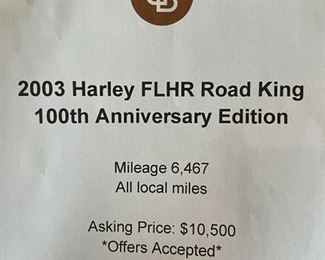 2003 Harley FLHR Road King
100th Anniversary Edition
Mileage 6,467
All local miles
Asking Price: $10,500
*Offers Accepted*